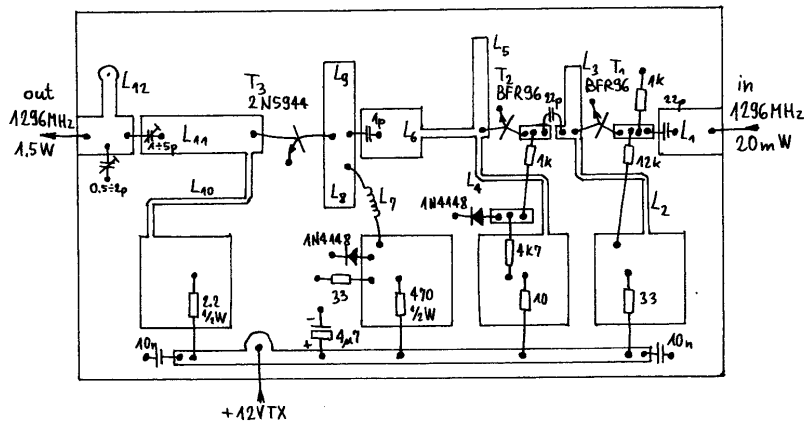 out
1296MHz
1.5W
L12
0.5÷2p
1÷5p
L11
L10
T3
2N5944
L9
L8
1p
L6
L7
L5
T2
BFR96
22p
L3
T1
BFR96
1k
22p
L1
in
1296MHz
20mW
1k
12k
L4
L2
1N4148
4k7
1N4148
33
470
½W
10
33
2.2
½W
-
+
4µ7
10n
10n
+12VTX